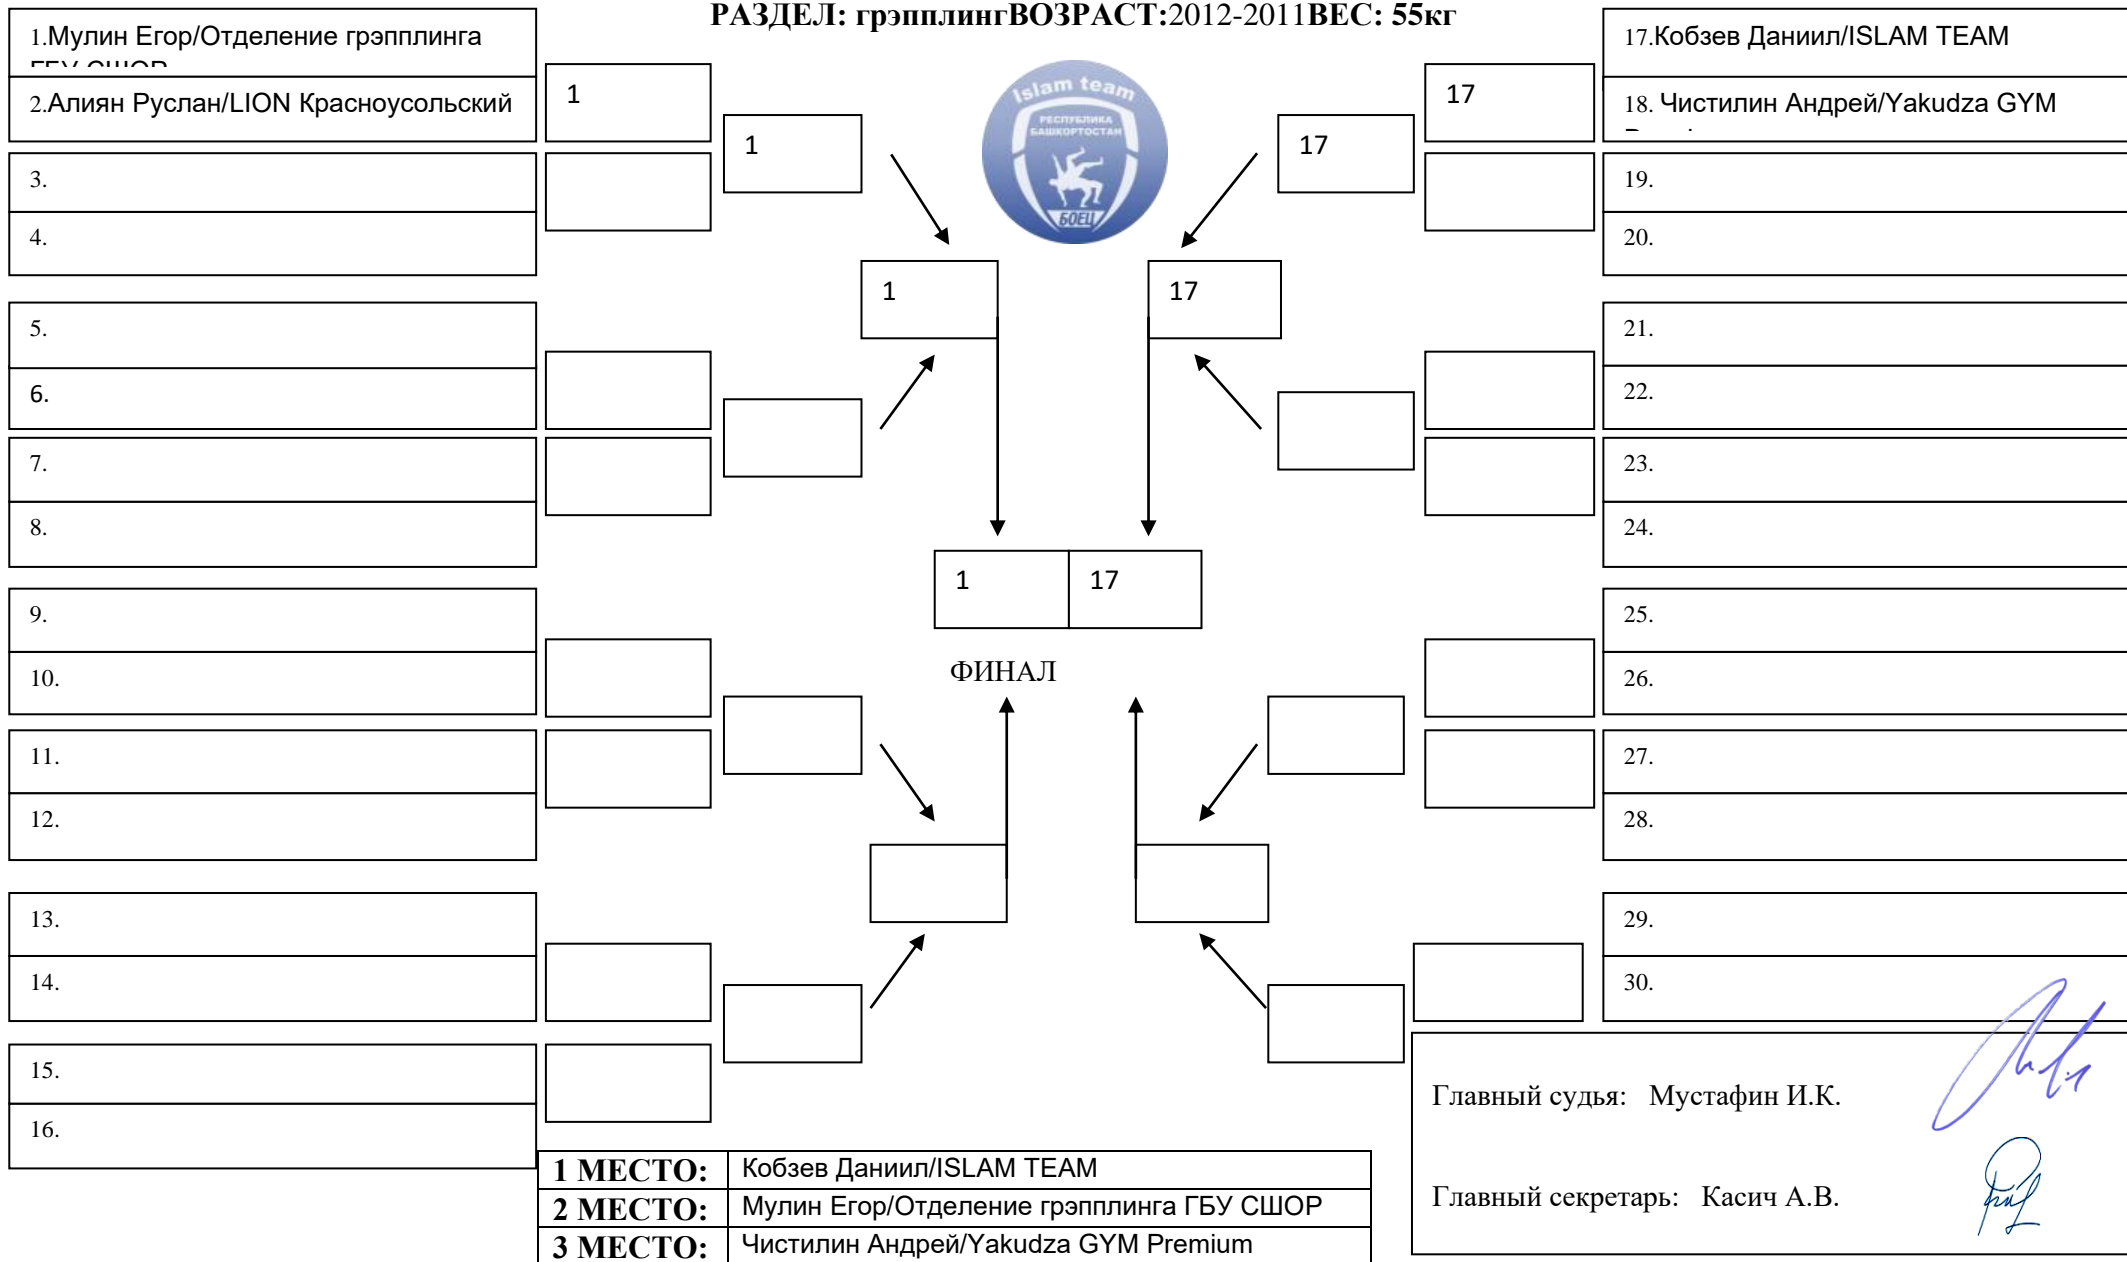 РАЗДЕЛ: грэпплингВОЗРАСТ:2012-2011ВЕС: 55кг
1.Мулин Егор/Отделение грэпплинга
ГБУ СШОР
2.Алиян Руслан/LION Красноусольский
3.
4.
5.
6.
7.
8.
9.
10.
11.
12.
13.
14.
15.
16.
1
1
1
Islam team
РЕСПУБЛИКА
БАШКОРТОСТАН
БОЕЦ
17
17
17
1
17
ФИНАЛ
17.Кобзев Даниил/ISLAM TEAM
18. Чистилин Андрей/Yakudza GYM
19.
20.
21.
22.
23.
24.
25.
26.
27.
28.
29.
30.
1 МЕСТО: Кобзев Даниил/ISLAM TEAM
2 МЕСТО: Мулин Егор/Отделение грэпплинга ГБУ СШОР
3 МЕСТО: Чистилин Андрей/Yakudza GYM Premium
Главный судья: Мустафин И.К.
Главный секретарь: Касич А.В.